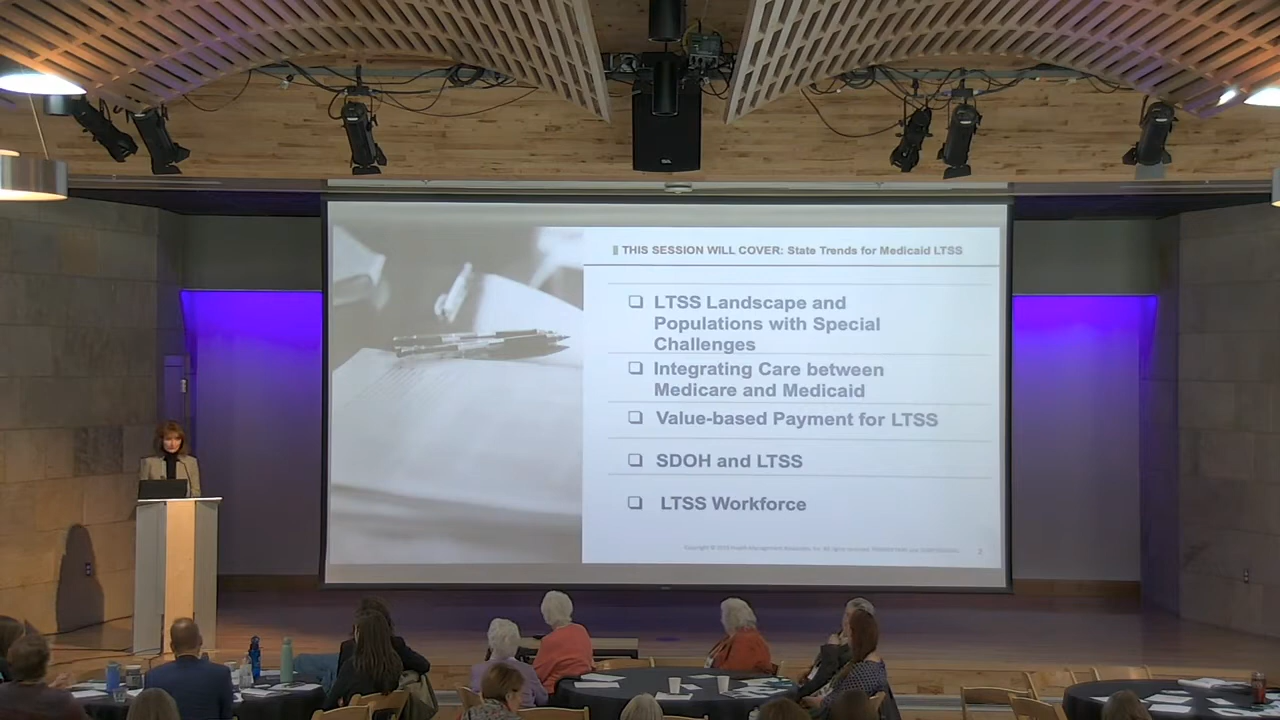 THIS SESSION WILL COVER: State Trends for Medicaid LTSS
❑ LTSS Landscape and
Populations with Special
Challenges
❑ Integrating Care between
Medicare and Medicaid
❑ Value-based Payment for LTSS
❑ SDOH and LTSS
❑ LTSS Workforce
2